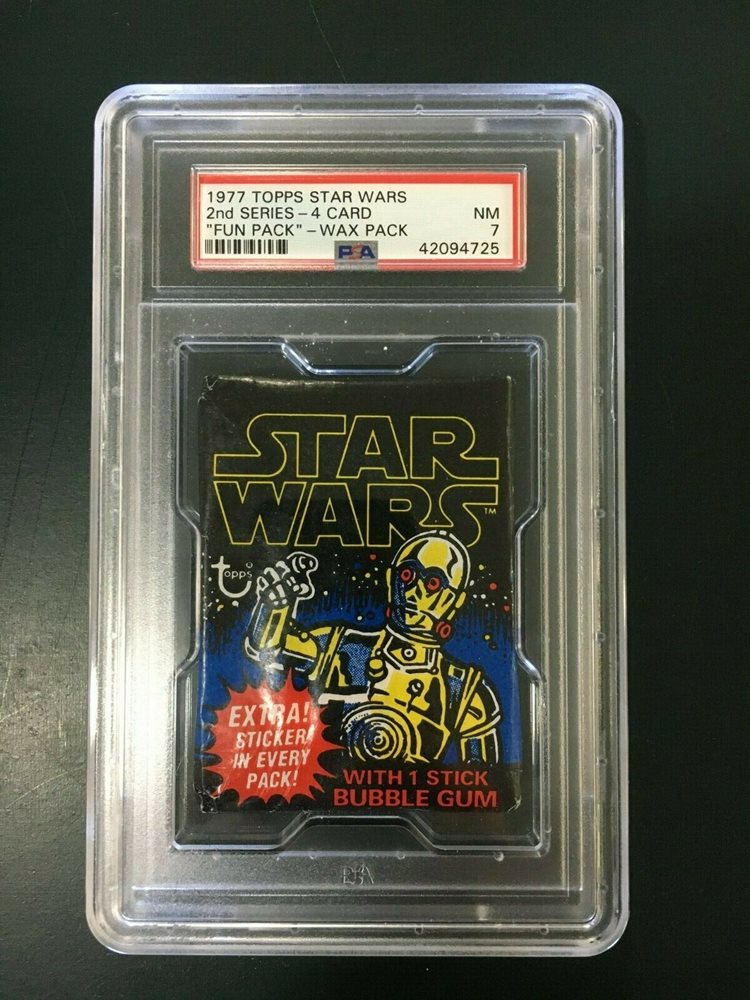 1977 TOPPS STAR WARS
2nd SERIES – 4 CARD NM
"FUN PACK" – WAX PACK 7
PSA 42094725
STAR
WARS
TM
topps
EXTRA!
STICKER
IN EVERY
PACK!
WITH 1 STICK
BUBBLE GUM
PSA